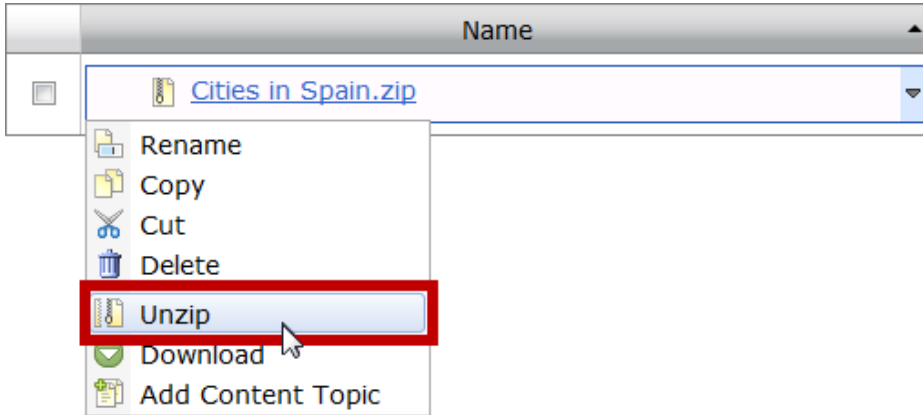 Name
Cities in Spain.zip
Rename
Copy
Cut
Delete
Unzip
Download
Add Content Topic